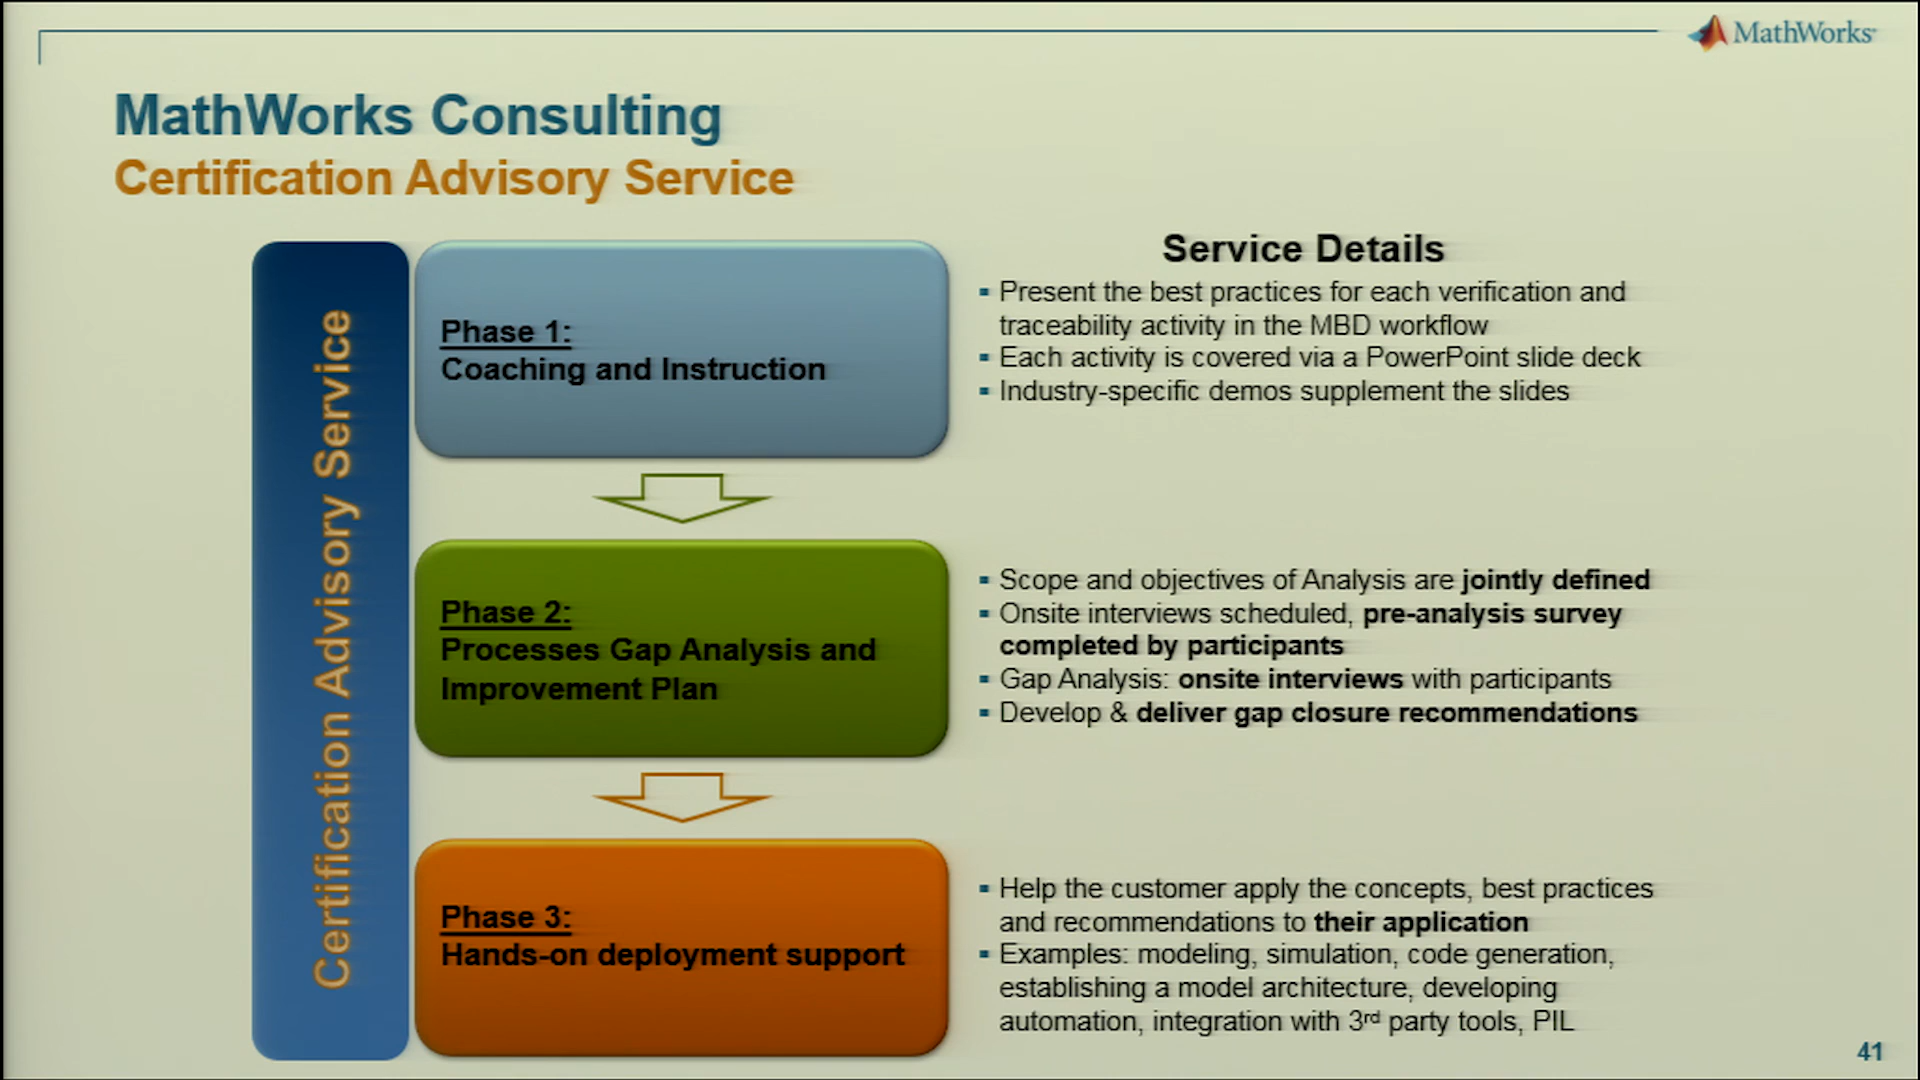 MathWorks
MathWorks Consulting
Certification Advisory Service
Certification Advisory Service
Phase 1:
Coaching and Instruction
Service Details
▪ Present the best practices for each verification and
traceability activity in the MBD workflow
▪ Each activity is covered via a PowerPoint slide deck
▪ Industry-specific demos supplement the slides
Phase 2:
Processes Gap Analysis and
Improvement Plan
▪ Scope and objectives of Analysis are jointly defined
▪ Onsite interviews scheduled, pre-analysis survey
completed by participants
▪ Gap Analysis: onsite interviews with participants
▪ Develop & deliver gap closure recommendations
Phase 3:
Hands-on deployment support
▪ Help the customer apply the concepts, best practices
and recommendations to their application
▪ Examples: modeling, simulation, code generation,
establishing a model architecture, developing
automation, integration with 3rd party tools, PIL
41